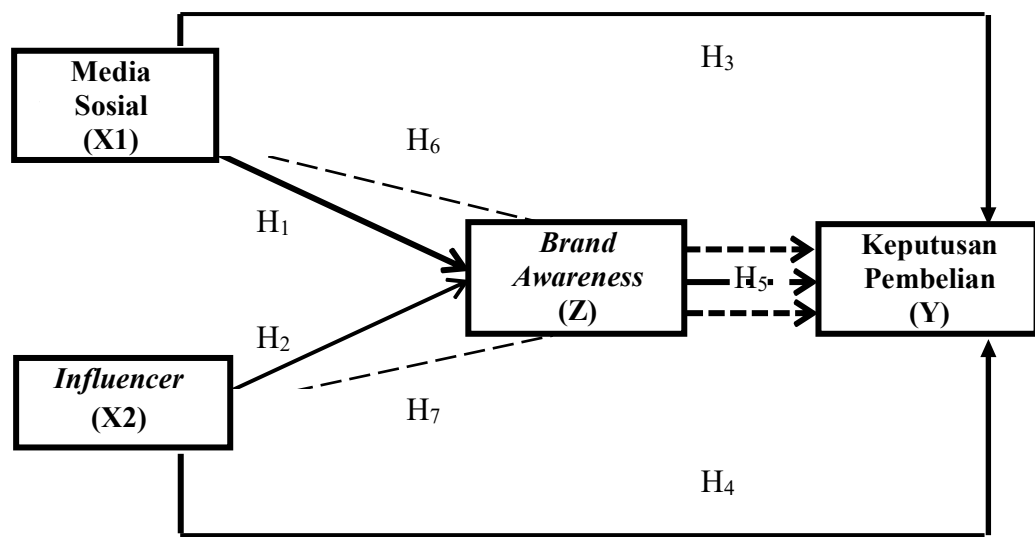 Media
Sosial
(X1)
H₃
H₆
H₁
Brand
Awareness
(Z)
H₅
Keputusan
Pembelian
(Y)
H₂
Influencer
(X2)
H₇
H₄